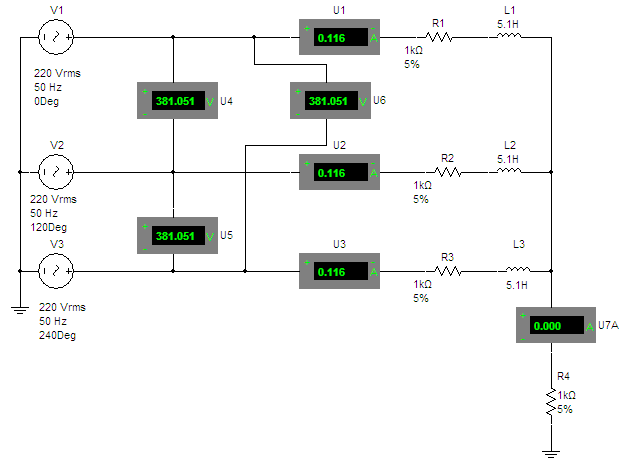 V1
220 Vrms
50 Hz
0Deg
U1
0.116 A
R1
1kΩ
5%
L1
5.1H
381.051 V U4
381.051 V U6
V2
220 Vrms
50 Hz
120Deg
U2
0.116 A
R2
1kΩ
5%
L2
5.1H
381.051 V U5
V3
220 Vrms
50 Hz
240Deg
U3
0.116 A
R3
1kΩ
5%
L3
5.1H
0.000 A U7A
R4
1kΩ
5%